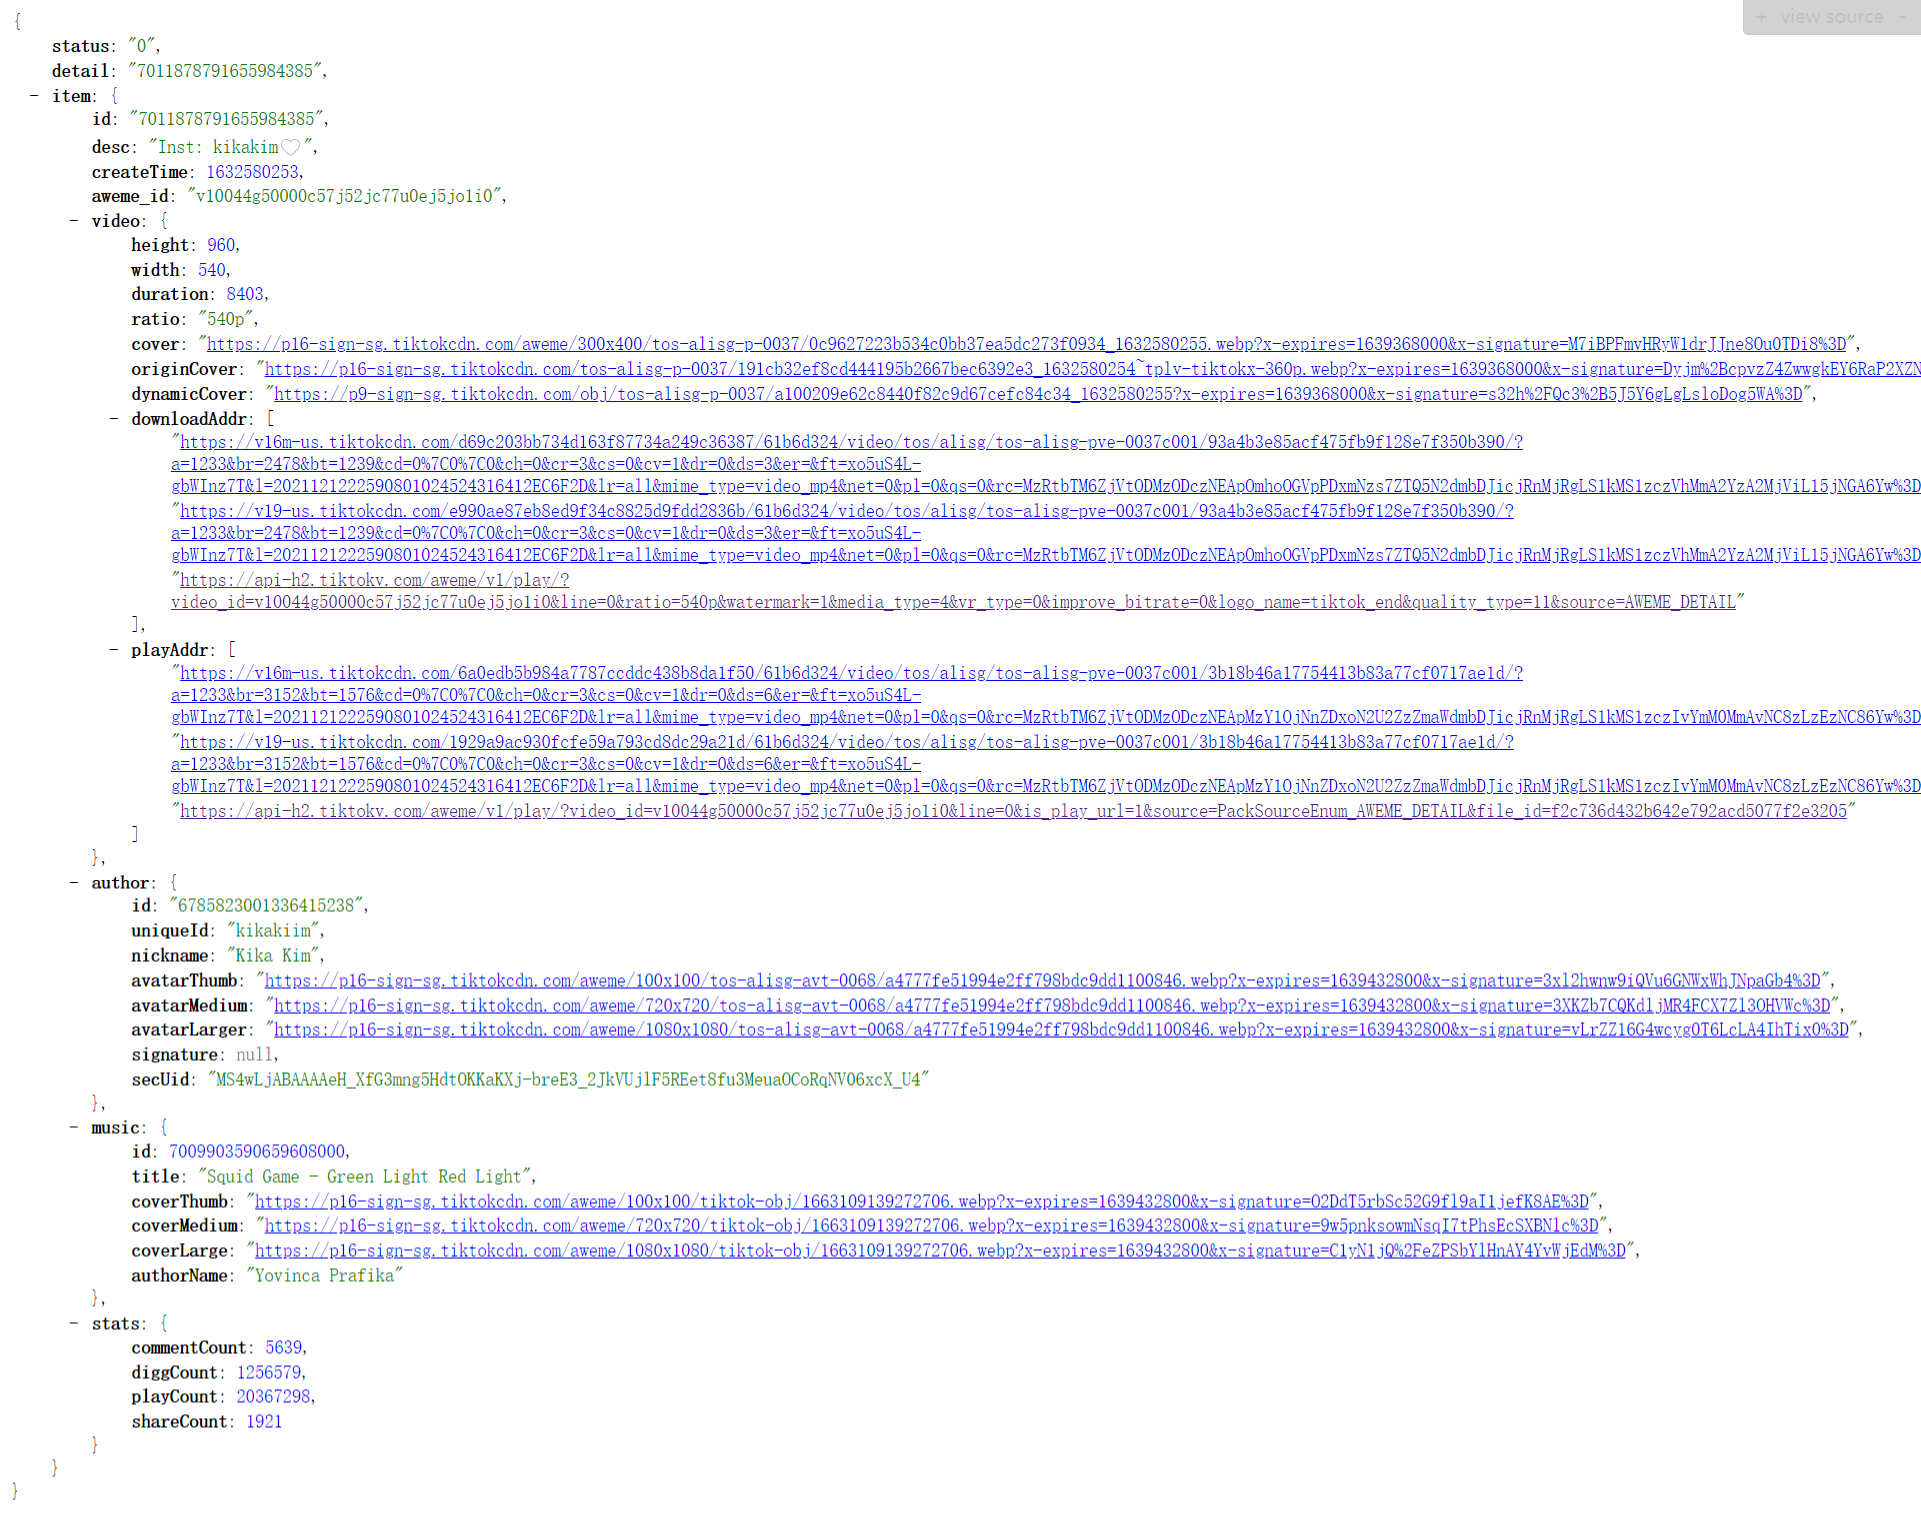 + view source -
{
status: "0",
detail: "7011878791655984385",
- item: {
id: "7011878791655984385",
desc: "Inst: kikakim♡",
createTime: 1632580253,
aweme_id: "v10044g50000c57j52jc77u0ej5jo1i0",
- video: {
height: 960,
width: 540,
duration: 8403,
ratio: "540p",
cover: "https://p16-sign-sg.tiktokcdn.com/aweme/300x400/tos-alisg-p-0037/0c9627223b534c0bb37ea5dc273f0934_1632580255.webp?x-expires=1639368000&x-signature=M7iBPFmvHRyW1drJJne8Ou0TDi8%3D",
originCover: "https://p16-sign-sg.tiktokcdn.com/tos-alisg-p-0037/191cb32ef8cd444195b2667bec6392e3_1632580254~tplv-tiktokx-360p.webp?x-expires=1639368000&x-signature=Dyjm%2BcpvzZ4ZwwgkEY6RaP2XZN
dynamicCover: "https://p9-sign-sg.tiktokcdn.com/obj/tos-alisg-p-0037/a100209e62c8440f82c9d67cefc84c34_1632580255?x-expires=1639368000&x-signature=s32h%2FQc3%2B5J5Y6gLgLsloDog5WA%3D",
- downloadAddr: [
"https://v16m-us.tiktokcdn.com/d69c203bb734d163f87734a249c36387/61b6d324/video/tos/alisg/tos-alisg-pve-0037c001/93a4b3e85acf475fb9f128e7f350b390/?
a=1233&br=2478&bt=1239&cd=0%7C0%7C0&ch=0&cr=3&cs=0&cv=1&dr=0&ds=3&er=&ft=xo5uS4L-
gbWInz7T&l=2021121222590801024524316412EC6F2D&lr=all&mime_type=video_mp4&net=0&pl=0&qs=0&rc=MzRtbTM6ZjVtODMzODczNEApOmhoOGVpPDxmNzs7ZTQ5N2dmbDJicjRnMjRgLS1kMS1zczVhMmA2YzA2MjViL15jNGA6Yw%3D
"https://v19-us.tiktokcdn.com/e990ae87eb8ed9f34c8825d9fdd2836b/61b6d324/video/tos/alisg/tos-alisg-pve-0037c001/93a4b3e85acf475fb9f128e7f350b390/?
a=1233&br=2478&bt=1239&cd=0%7C0%7C0&ch=0&cr=3&cs=0&cv=1&dr=0&ds=3&er=&ft=xo5uS4L-
gbWInz7T&l=2021121222590801024524316412EC6F2D&lr=all&mime_type=video_mp4&net=0&pl=0&qs=0&rc=MzRtbTM6ZjVtODMzODczNEApOmhoOGVpPDxmNzs7ZTQ5N2dmbDJicjRnMjRgLS1kMS1zczVhMmA2YzA2MjViL15jNGA6Yw%3D
"https://api-h2.tiktokv.com/aweme/v1/play/?
video_id=v10044g50000c57j52jc77u0ej5jo1i0&line=0&ratio=540p&watermark=1&media_type=4&vr_type=0&improve_bitrate=0&logo_name=tiktok_end&quality_type=11&source=AWEME_DETAIL"
],
- playAddr: [
"https://v16m-us.tiktokcdn.com/6a0edb5b984a7787ccddc438b8da1f50/61b6d324/video/tos/alisg/tos-alisg-pve-0037c001/3b18b46a17754413b83a77cf0717ae1d/?
a=1233&br=3152&bt=1576&cd=0%7C0%7C0&ch=0&cr=3&cs=0&cv=1&dr=0&ds=6&er=&ft=xo5uS4L-
gbWInz7T&l=2021121222590801024524316412EC6F2D&lr=all&mime_type=video_mp4&net=0&pl=0&qs=0&rc=MzRtbTM6ZjVtODMzODczNEApMzY1OjNnZDxoN2U2ZzZmaWdmbDJicjRnMjRgLS1kMS1zczIvYmM0MmAvNC8zLzEzNC86Yw%3D
"https://v19-us.tiktokcdn.com/1929a9ac930fcfe59a793cd8dc29a21d/61b6d324/video/tos/alisg/tos-alisg-pve-0037c001/3b18b46a17754413b83a77cf0717ae1d/?
a=1233&br=3152&bt=1576&cd=0%7C0%7C0&ch=0&cr=3&cs=0&cv=1&dr=0&ds=6&er=&ft=xo5uS4L-
gbWInz7T&l=2021121222590801024524316412EC6F2D&lr=all&mime_type=video_mp4&net=0&pl=0&qs=0&rc=MzRtbTM6ZjVtODMzODczNEApMzY1OjNnZDxoN2U2ZzZmaWdmbDJicjRnMjRgLS1kMS1zczIvYmM0MmAvNC8zLzEzNC86Yw%3D
"https://api-h2.tiktokv.com/aweme/v1/play/?video_id=v10044g50000c57j52jc77u0ej5jo1i0&line=0&is_play_url=1&source=PackSourceEnum_AWEME_DETAIL&file_id=f2c736d432b642e792acd5077f2e3205"
]
},
- author: {
id: "6785823001336415238",
uniqueId: "kikakiim",
nickname: "Kika Kim",
avatarThumb: "https://p16-sign-sg.tiktokcdn.com/aweme/100x100/tos-alisg-avt-0068/a4777fe51994e2ff798bdc9dd1100846.webp?x-expires=1639432800&x-signature=3xl2hwnw9iQVu6GNWxWhJNpaGb4%3D",
avatarMedium: "https://p16-sign-sg.tiktokcdn.com/aweme/720x720/tos-alisg-avt-0068/a4777fe51994e2ff798bdc9dd1100846.webp?x-expires=1639432800&x-signature=3XKZb7CQKdljMR4FCX7Zl3OHVWc%3D",
avatarLarger: "https://p16-sign-sg.tiktokcdn.com/aweme/1080x1080/tos-alisg-avt-0068/a4777fe51994e2ff798bdc9dd1100846.webp?x-expires=1639432800&x-signature=vLrZZ16G4wcyg0T6LcLA4IhTix0%3D",
signature: null,
secUid: "MS4wLjABAAAAeH_XfG3mng5HdtOKKaKXj-breE3_2JkVUjlF5REet8fu3MeuaOCoRqNV06xcX_U4"
},
- music: {
id: 7009903590659608000,
title: "Squid Game - Green Light Red Light",
coverThumb: "https://p16-sign-sg.tiktokcdn.com/aweme/100x100/tiktok-obj/1663109139272706.webp?x-expires=1639432800&x-signature=O2DdT5rbSc52G9fl9aI1jefK8AE%3D",
coverMedium: "https://p16-sign-sg.tiktokcdn.com/aweme/720x720/tiktok-obj/1663109139272706.webp?x-expires=1639432800&x-signature=9w5pnksowmNsqI7tPhsEcSXBNlc%3D",
coverLarge: "https://p16-sign-sg.tiktokcdn.com/aweme/1080x1080/tiktok-obj/1663109139272706.webp?x-expires=1639432800&x-signature=C1yN1jQ%2FeZPSbYlHnAY4YvWjEdM%3D",
authorName: "Yovinca Prafika"
},
- stats: {
commentCount: 5639,
diggCount: 1256579,
playCount: 20367298,
shareCount: 1921
}
}
}